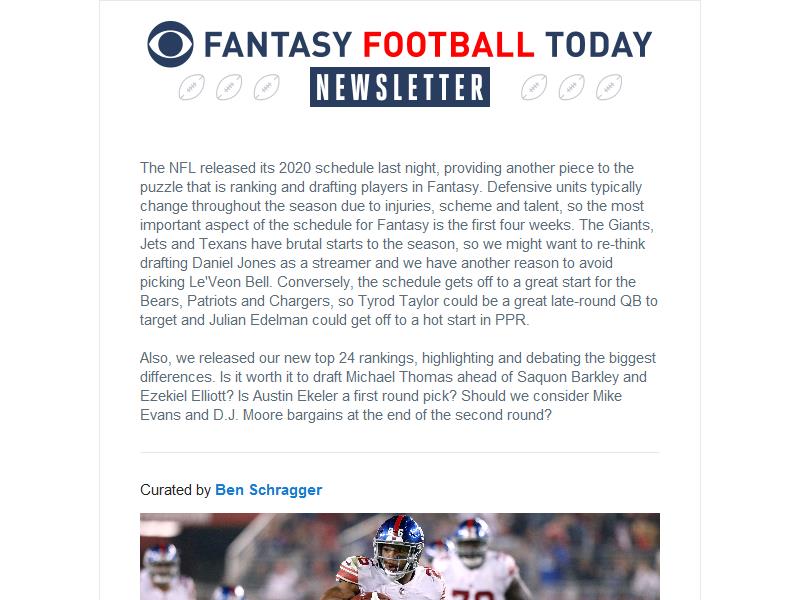 FANTASY FOOTBALL TODAY
NEWSLETTER
The NFL released its 2020 schedule last night, providing another piece to the
puzzle that is ranking and drafting players in Fantasy. Defensive units typically
change throughout the season due to injuries, scheme and talent, so the most
important aspect of the schedule for Fantasy is the first four weeks. The Giants,
Jets and Texans have brutal starts to the season, so we might want to re-think
drafting Daniel Jones as a streamer and we have another reason to avoid
picking Le'Veon Bell. Conversely, the schedule gets off to a great start for the
Bears, Patriots and Chargers, so Tyrod Taylor could be a great late-round QB to
target and Julian Edelman could get off to a hot start in PPR.
Also, we released our new top 24 rankings, highlighting and debating the biggest
differences. Is it worth it to draft Michael Thomas ahead of Saquon Barkley and
Ezekiel Elliott? Is Austin Ekeler a first round pick? Should we consider Mike
Evans and D.J. Moore bargains at the end of the second round?
Curated by Ben Schragger